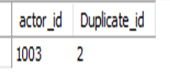 actor_id Duplicate_id
1003 2